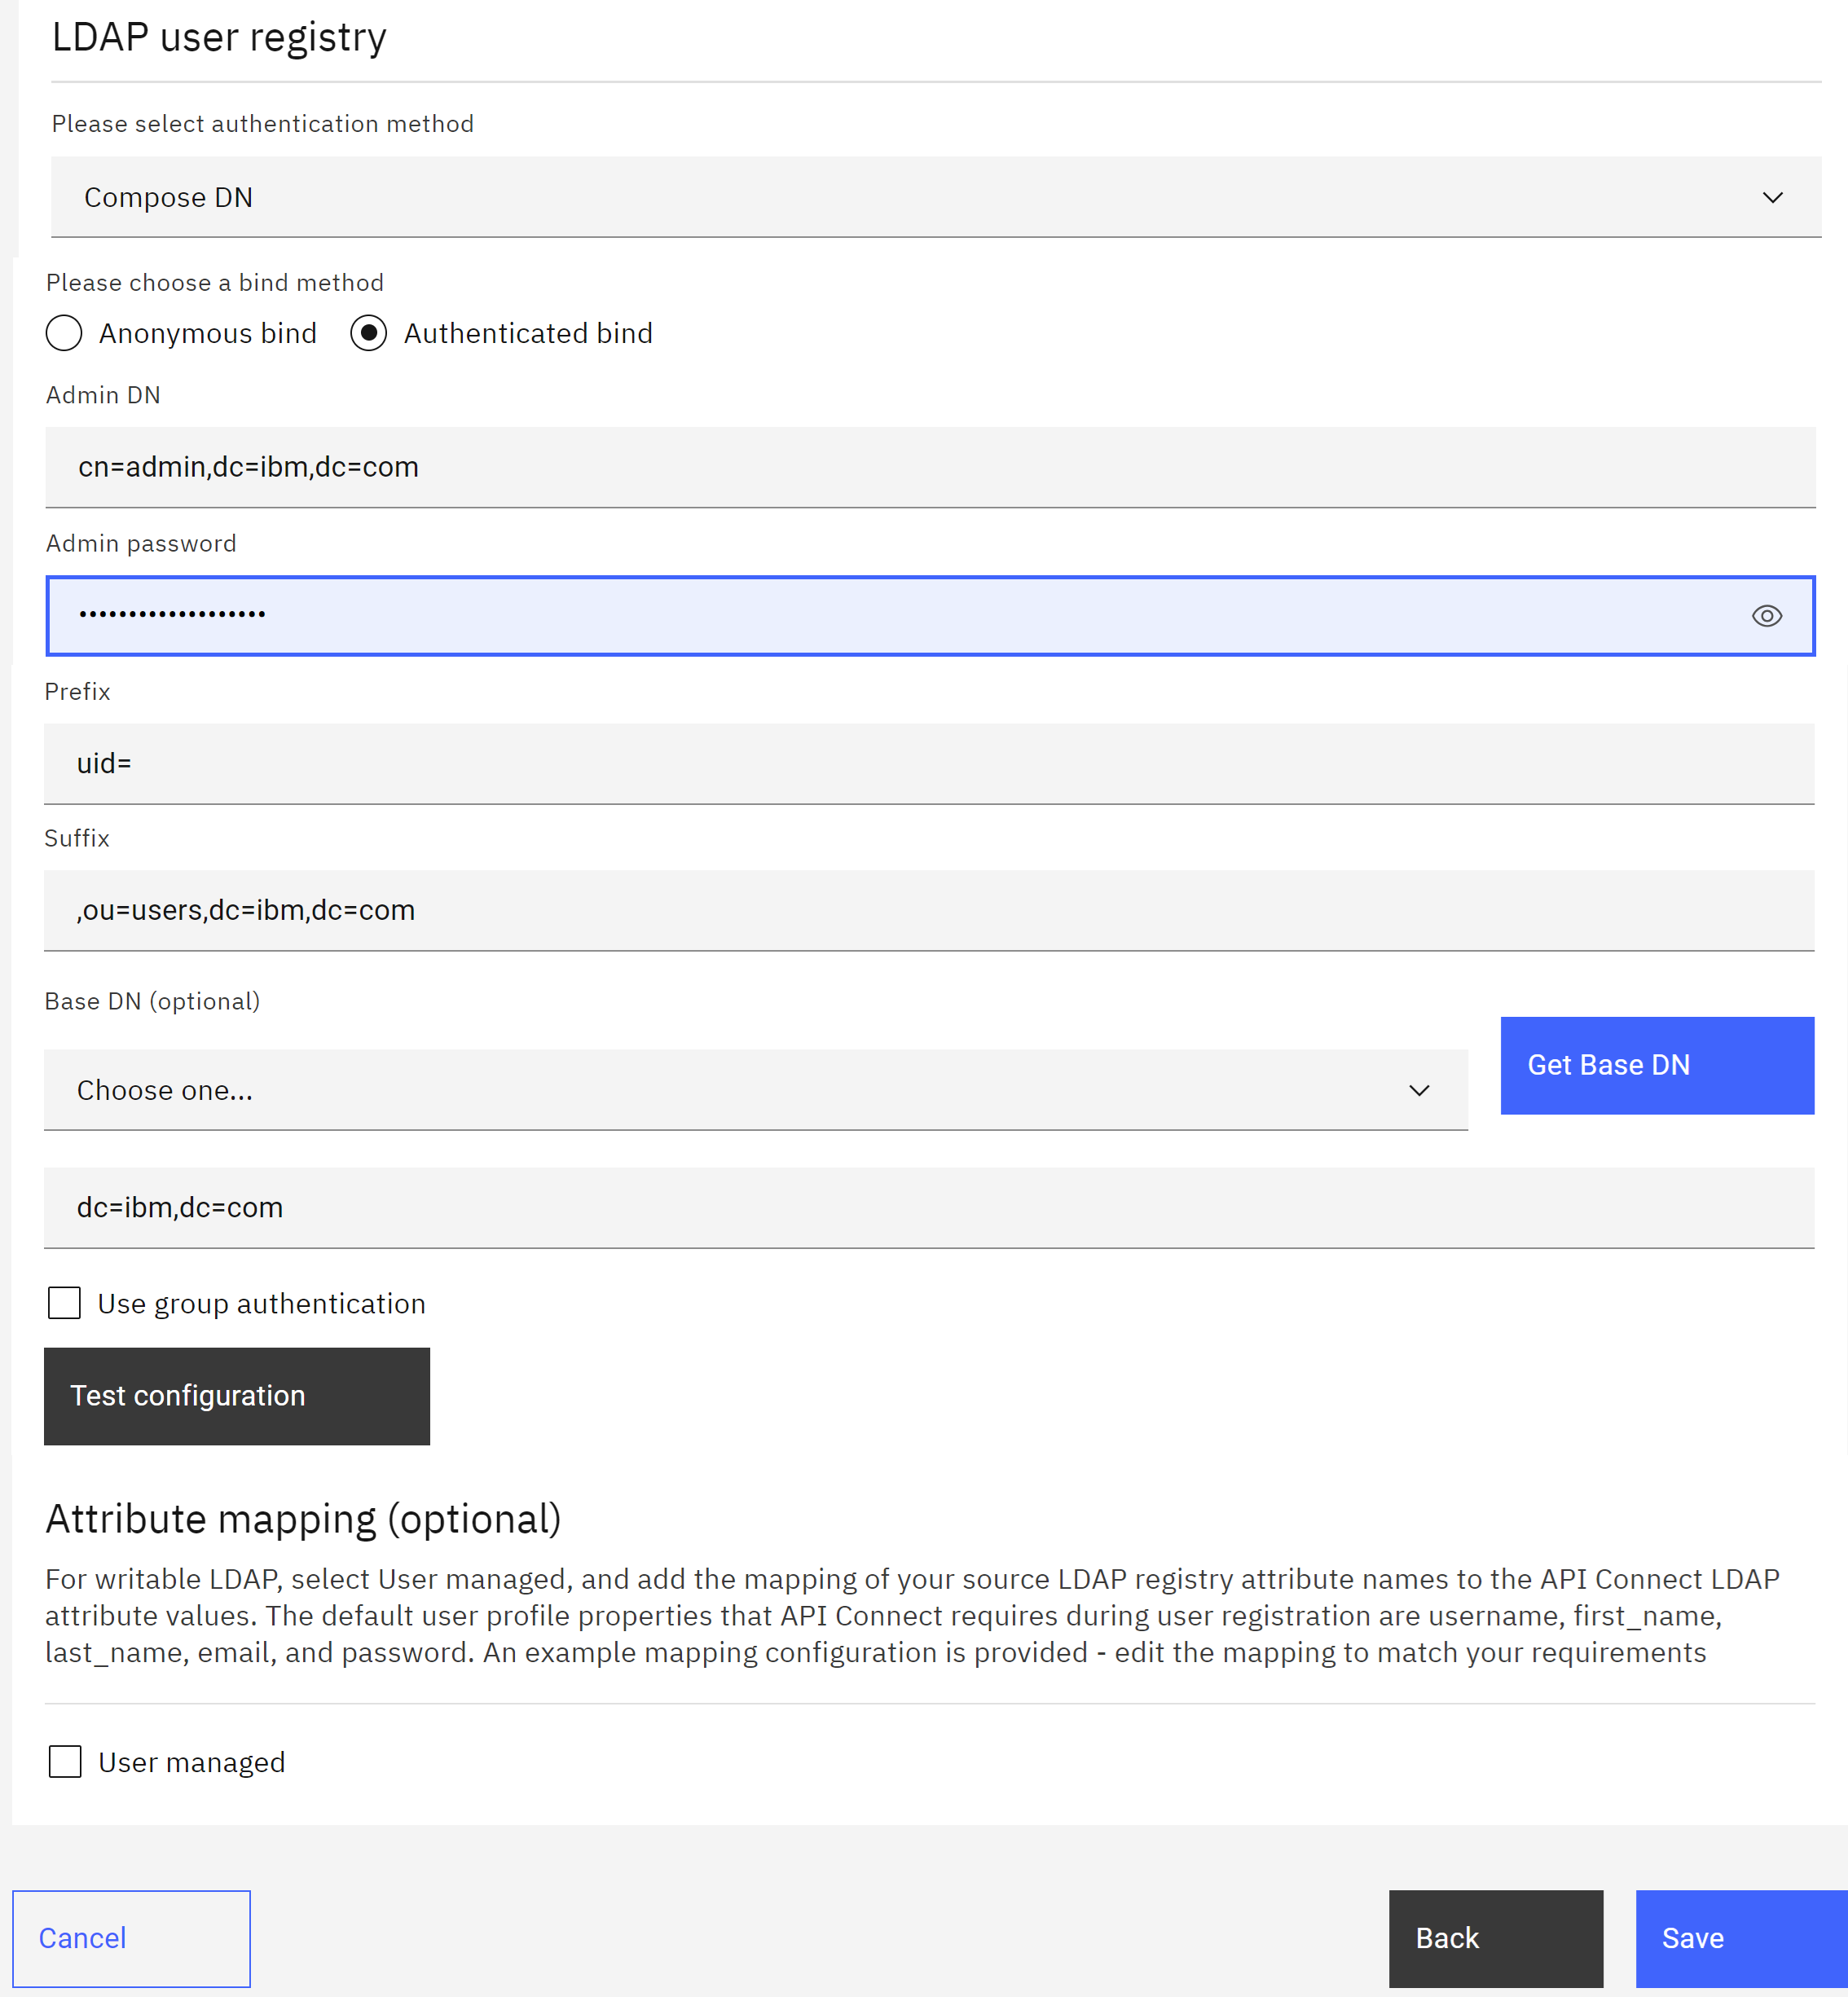 LDAP user registry
Please select authentication method
Compose DN
Please choose a bind method
Anonymous bind Authenticated bind
Admin DN
cn=admin,dc=ibm,dc=com
Admin password
•••••••••••••••••••
Prefix
uid=
Suffix
,ou=users,dc=ibm,dc=com
Base DN (optional)
Get Base DN
Choose one...
dc=ibm,dc=com
Use group authentication
Test configuration
Attribute mapping (optional)
For writable LDAP, select User managed, and add the mapping of your source LDAP registry attribute names to the API Connect LDAP
attribute values. The default user profile properties that API Connect requires during user registration are username, first_name,
last_name, email, and password. An example mapping configuration is provided - edit the mapping to match your requirements
User managed
Cancel Back Save